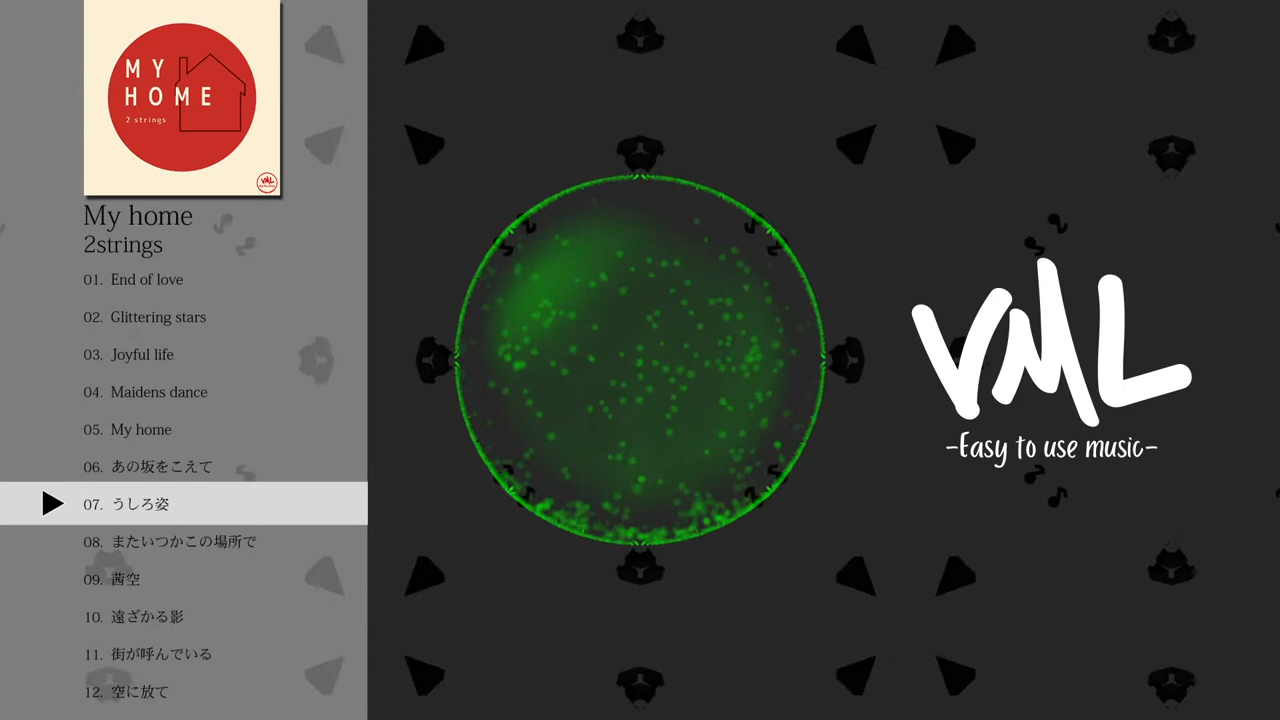 MY
HOME
2 strings
VML
My home
2strings
01. End of love
02. Glittering stars
03. Joyful life
04. Maidens dance
05. My home
06. あの坂をこえて
07. うしろ姿
08. またいつかこの場所で
09. 茜空
10. 遠ざかる影
11. 街が呼んでいる
12. 空に放て
VML
-Easy to use music-